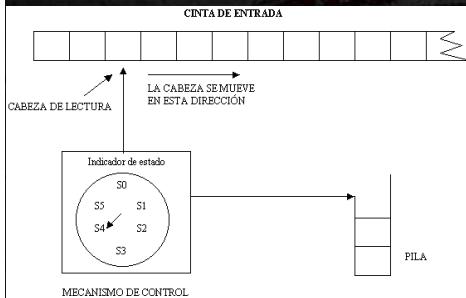 CINTA DE ENTRADA
LA CABEZA SE MUEVE
EN ESTA DIRECCIÓN
CABEZA DE LECTURA
Indicador de estado
S0
S5 S1
S4 S2
S3
PILA
MECANISMO DE CONTROL